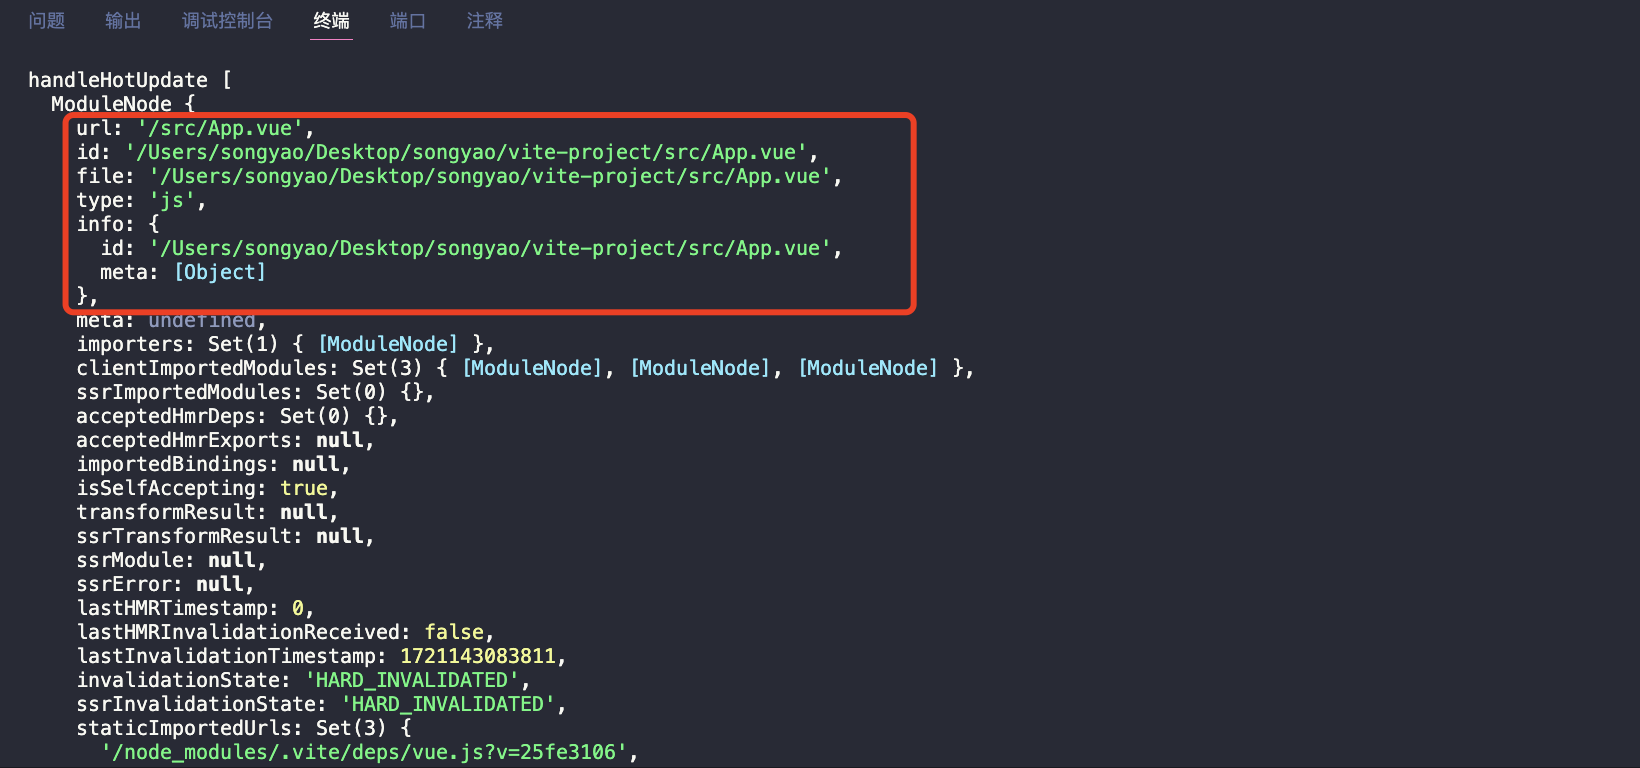 问题 输出 调试控制台 终端 端口 注释
handleHotUpdate [
ModuleNode {
url: '/src/App.vue',
id: '/Users/songyao/Desktop/songyao/vite-project/src/App.vue',
file: '/Users/songyao/Desktop/songyao/vite-project/src/App.vue',
type: 'js',
info: {
id: '/Users/songyao/Desktop/songyao/vite-project/src/App.vue',
meta: [Object]
},
meta: undefined,
importers: Set(1) { [ModuleNode] },
clientImportedModules: Set(3) { [ModuleNode], [ModuleNode], [ModuleNode] },
ssrImportedModules: Set(0) {},
acceptedHmrDeps: Set(0) {},
acceptedHmrExports: null,
importedBindings: null,
isSelfAccepting: true,
transformResult: null,
ssrTransformResult: null,
ssrModule: null,
ssrError: null,
lastHMRTimestamp: 0,
lastHMRInvalidationReceived: false,
lastInvalidationTimestamp: 1721143083811,
invalidationState: 'HARD_INVALIDATED',
ssrInvalidationState: 'HARD_INVALIDATED',
staticImportedUrls: Set(3) {
'/node_modules/.vite/deps/vue.js?v=25fe3106',